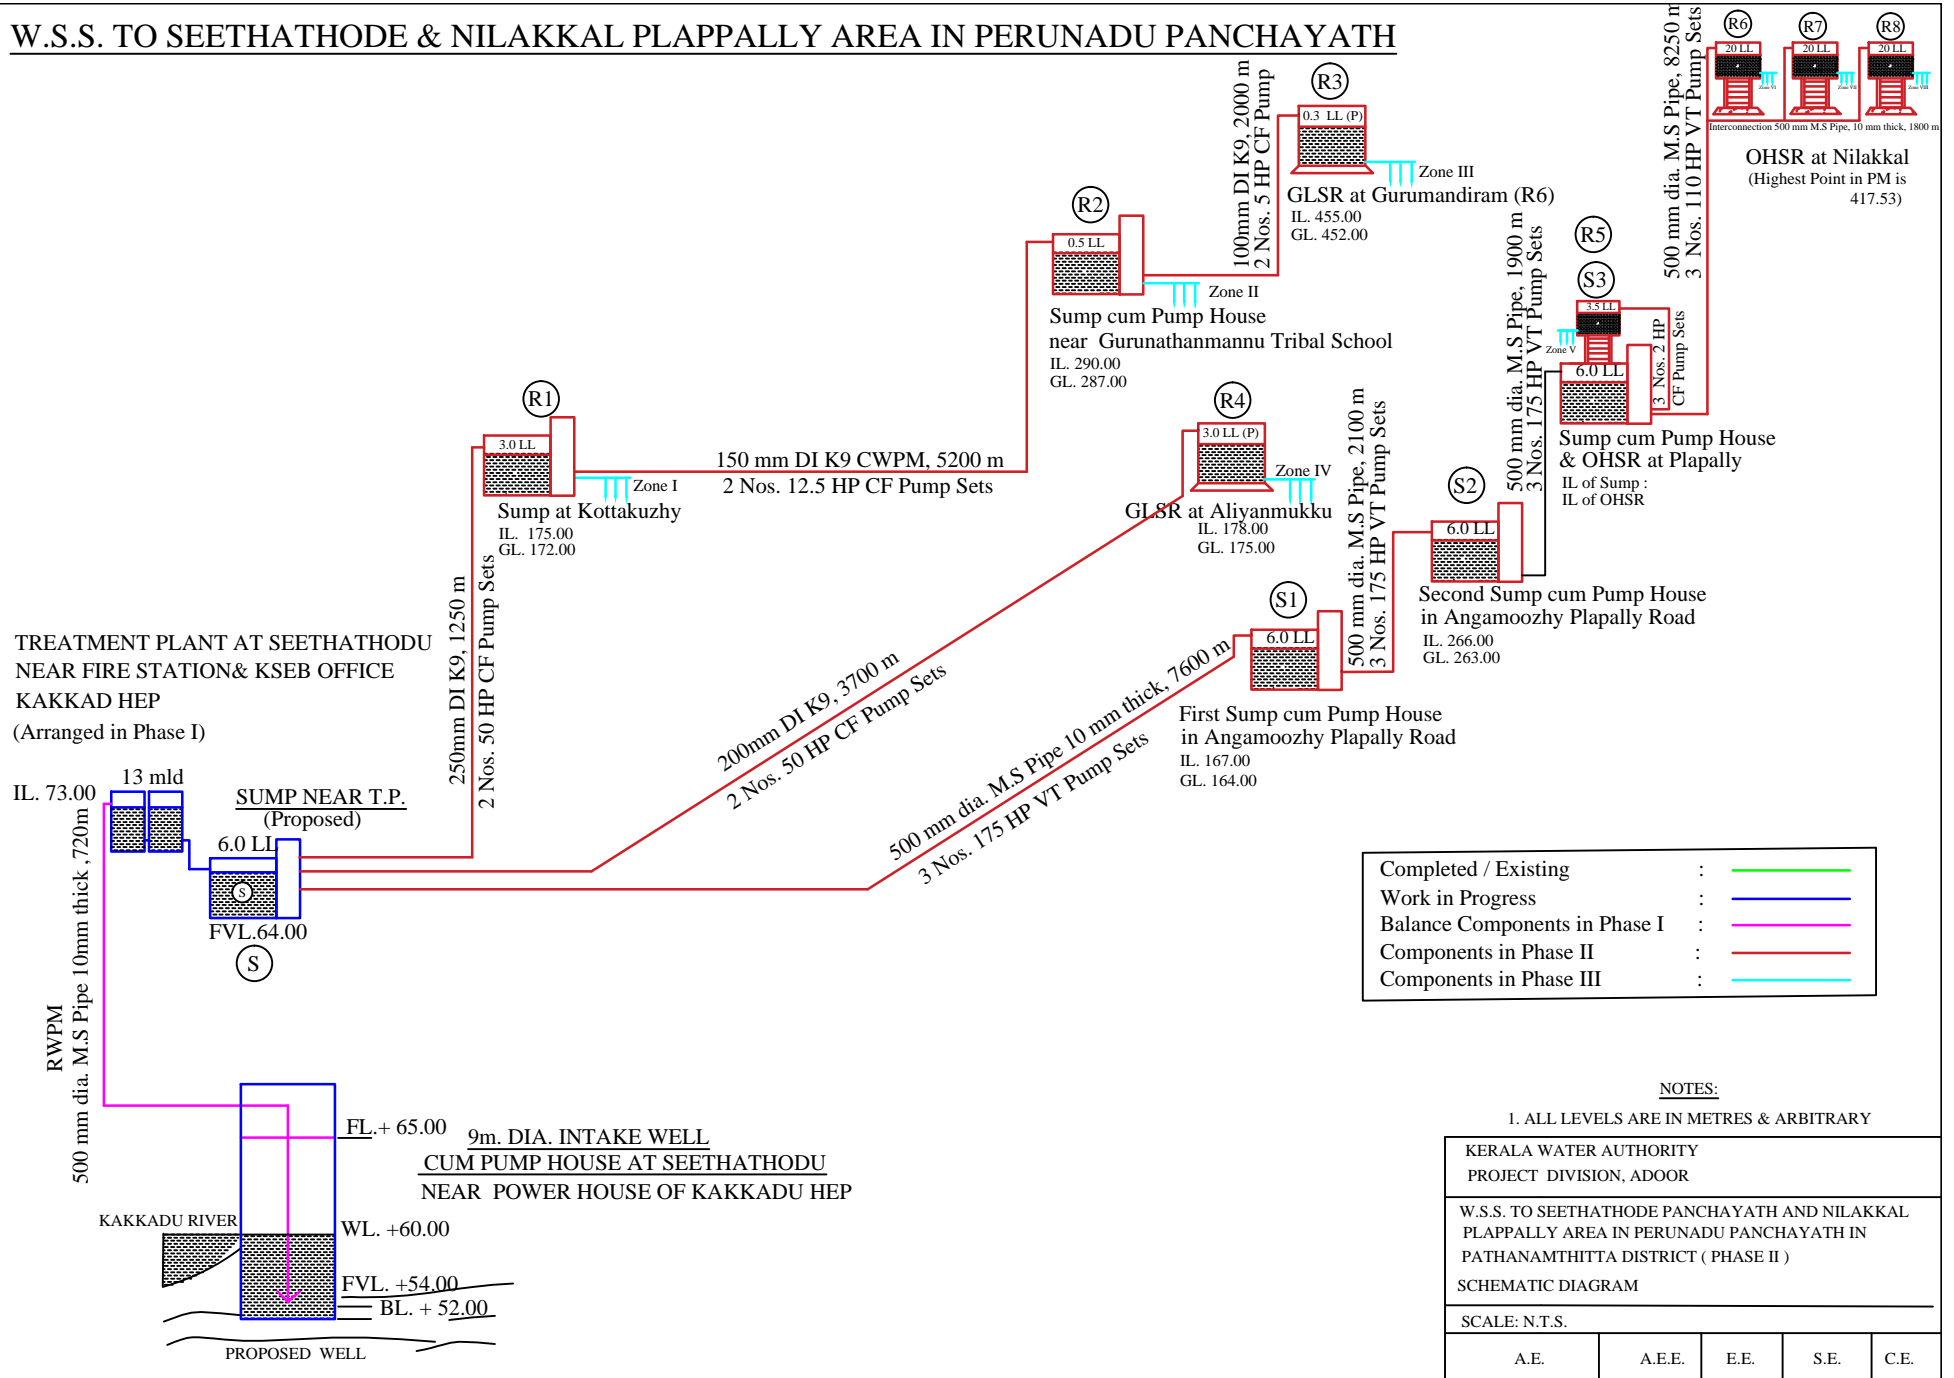 W.S.S. TO SEETHATHODE & NILAKKAL PLAPPALLY AREA IN PERUNADU PANCHAYATH
R6
R7
R8
20 LL
20 LL
20 LL
Zone VI
Zone VII
Zone VIII
Interconnection 500 mm M.S Pipe, 10 mm thick, 1800 m
OHSR at Nilakkal
(Highest Point in PM is
417.53)
500 mm dia. M.S Pipe, 8250 m
3 Nos. 110 HP VT Pump Sets
R3
0.3 LL (P)
Zone III
GLSR at Gurumandiram (R6)
IL. 455.00
GL. 452.00
100mm DI K9, 2000 m
2 Nos. 5 HP CF Pump
R2
0.5 LL
Zone II
Sump cum Pump House
near Gurunathanmannu Tribal School
IL. 290.00
GL. 287.00
R5
S3
3.5 LL
Zone V
6.0 LL
3 Nos. 2 HP
CF Pump Sets
Sump cum Pump House
& OHSR at Plapally
IL of Sump :
IL of OHSR
500 mm dia. M.S Pipe, 1900 m
3 Nos. 175 HP VT Pump Sets
R1
3.0 LL
Zone I
Sump at Kottakuzhy
IL. 175.00
GL. 172.00
150 mm DI K9 CWPM, 5200 m
2 Nos. 12.5 HP CF Pump Sets
R4
3.0 LL (P)
Zone IV
GLSR at Aliyanmukku
IL. 178.00
GL. 175.00
500 mm dia. M.S Pipe, 2100 m
3 Nos. 175 HP VT Pump Sets
S2
6.0 LL
Second Sump cum Pump House
in Angamoozhy Plapally Road
IL. 266.00
GL. 263.00
S1
6.0 LL
First Sump cum Pump House
in Angamoozhy Plapally Road
IL. 167.00
GL. 164.00
250mm DI K9, 1250 m
2 Nos. 50 HP CF Pump Sets
200mm DI K9, 3700 m
2 Nos. 50 HP CF Pump Sets
500 mm dia. M.S Pipe 10 mm thick, 7600 m
3 Nos. 175 HP VT Pump Sets
TREATMENT PLANT AT SEETHATHODU
NEAR FIRE STATION& KSEB OFFICE
KAKKAD HEP
(Arranged in Phase I)
IL. 73.00
13 mld
SUMP NEAR T.P.
(Proposed)
6.0 LL
S
FVL.64.00
S
RWPM
500 mm dia. M.S Pipe 10mm thick ,720m
Completed / Existing :
Work in Progress :
Balance Components in Phase I :
Components in Phase II :
Components in Phase III :
FL.+ 65.00
9m. DIA. INTAKE WELL
CUM PUMP HOUSE AT SEETHATHODU
NEAR POWER HOUSE OF KAKKADU HEP
KAKKADU RIVER
WL. +60.00
FVL. +54.00
BL. + 52.00
PROPOSED WELL
NOTES:
1. ALL LEVELS ARE IN METRES & ARBITRARY
KERALA WATER AUTHORITY
PROJECT DIVISION, ADOOR
W.S.S. TO SEETHATHODE PANCHAYATH AND NILAKKAL
PLAPPALLY AREA IN PERUNADU PANCHAYATH IN
PATHANAMTHITTA DISTRICT ( PHASE II )
SCHEMATIC DIAGRAM
SCALE: N.T.S.
A.E. A.E.E. E.E. S.E. C.E.